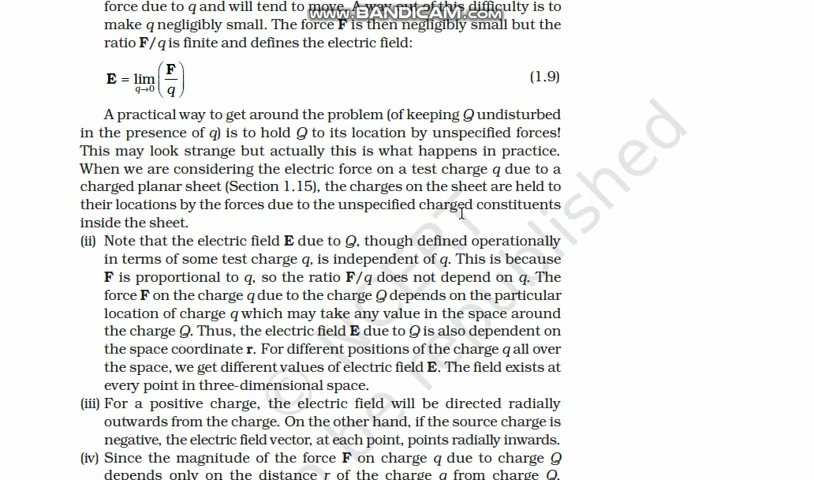 force due to q and will tend to move. A way out of this difficulty is to
www.BANDICAM.com
make q negligibly small. The force F is then negligibly small but the
ratio F/q is finite and defines the electric field:
E = lim q→0 (F/q) (1.9)
A practical way to get around the problem (of keeping Q undisturbed
in the presence of q) is to hold Q to its location by unspecified forces!
This may look strange but actually this is what happens in practice.
When we are considering the electric force on a test charge q due to a
charged planar sheet (Section 1.15), the charges on the sheet are held to
their locations by the forces due to the unspecified charged constituents
inside the sheet.
(ii) Note that the electric field E due to Q, though defined operationally
in terms of some test charge q, is independent of q. This is because
F is proportional to q, so the ratio F/q does not depend on q. The
force F on the charge q due to the charge Q depends on the particular
location of charge q which may take any value in the space around
the charge Q. Thus, the electric field E due to Q is also dependent on
the space coordinate r. For different positions of the charge q all over
the space, we get different values of electric field E. The field exists at
every point in three-dimensional space.
(iii) For a positive charge, the electric field will be directed radially
outwards from the charge. On the other hand, if the source charge is
negative, the electric field vector, at each point, points radially inwards.
(iv) Since the magnitude of the force F on charge q due to charge Q
depends only on the distance r of the charge q from charge Q,
© NCERT
be republished